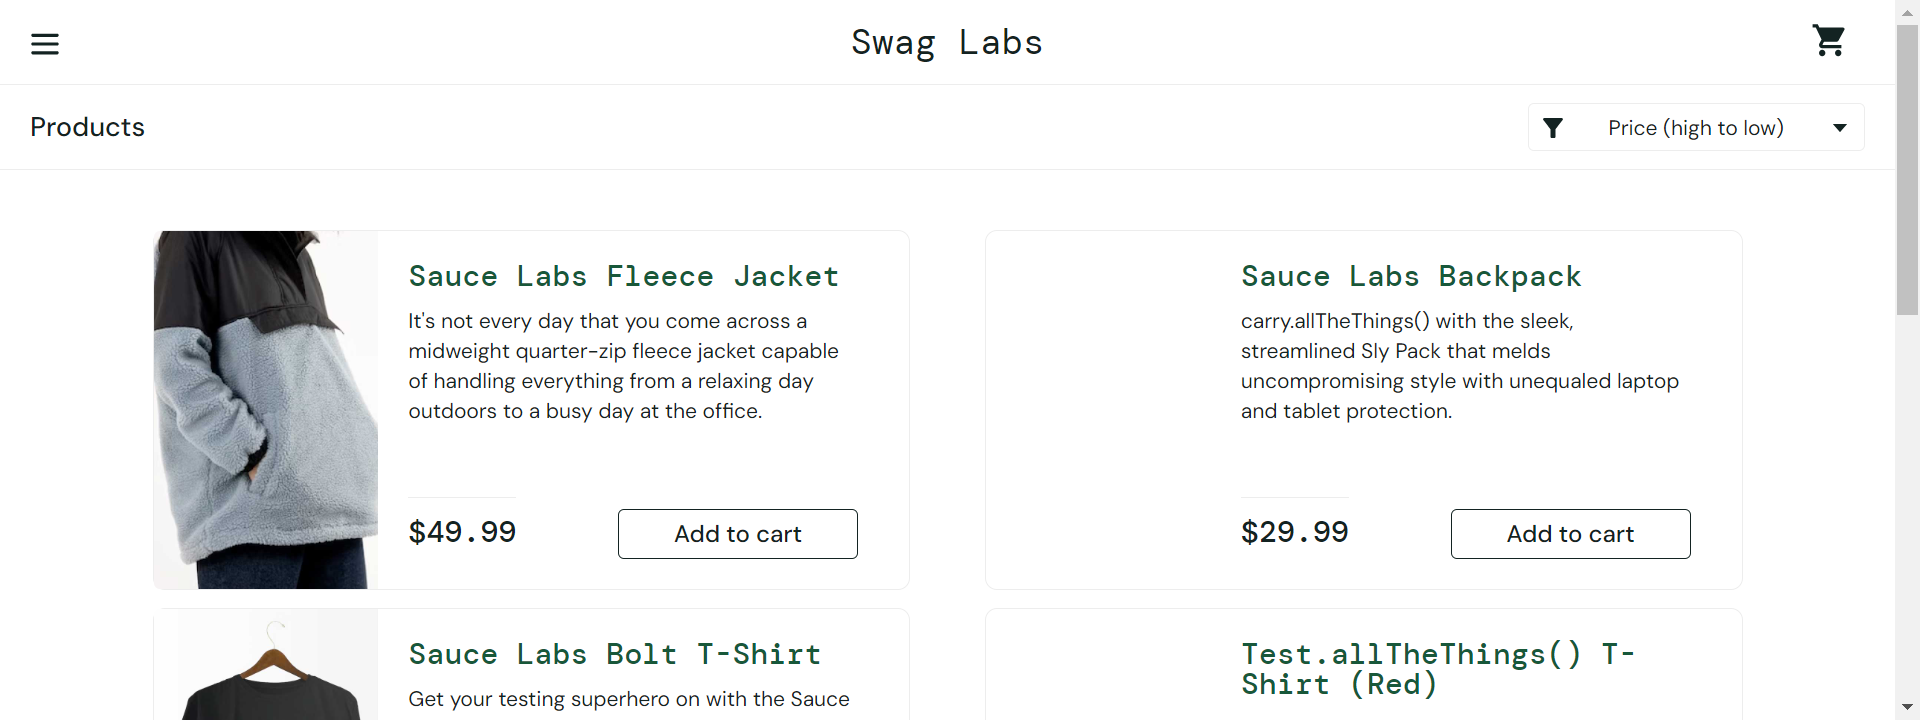 Swag Labs
Products
Price (high to low)
Sauce Labs Fleece Jacket
It's not every day that you come across a
midweight quarter-zip fleece jacket capable
of handling everything from a relaxing day
outdoors to a busy day at the office.
$49.99
Add to cart
Sauce Labs Backpack
carry.allTheThings() with the sleek,
streamlined Sly Pack that melds
uncompromising style with unequaled laptop
and tablet protection.
$29.99
Add to cart
Sauce Labs Bolt T-Shirt
Get your testing superhero on with the Sauce
Test.allTheThings() T-
Shirt (Red)